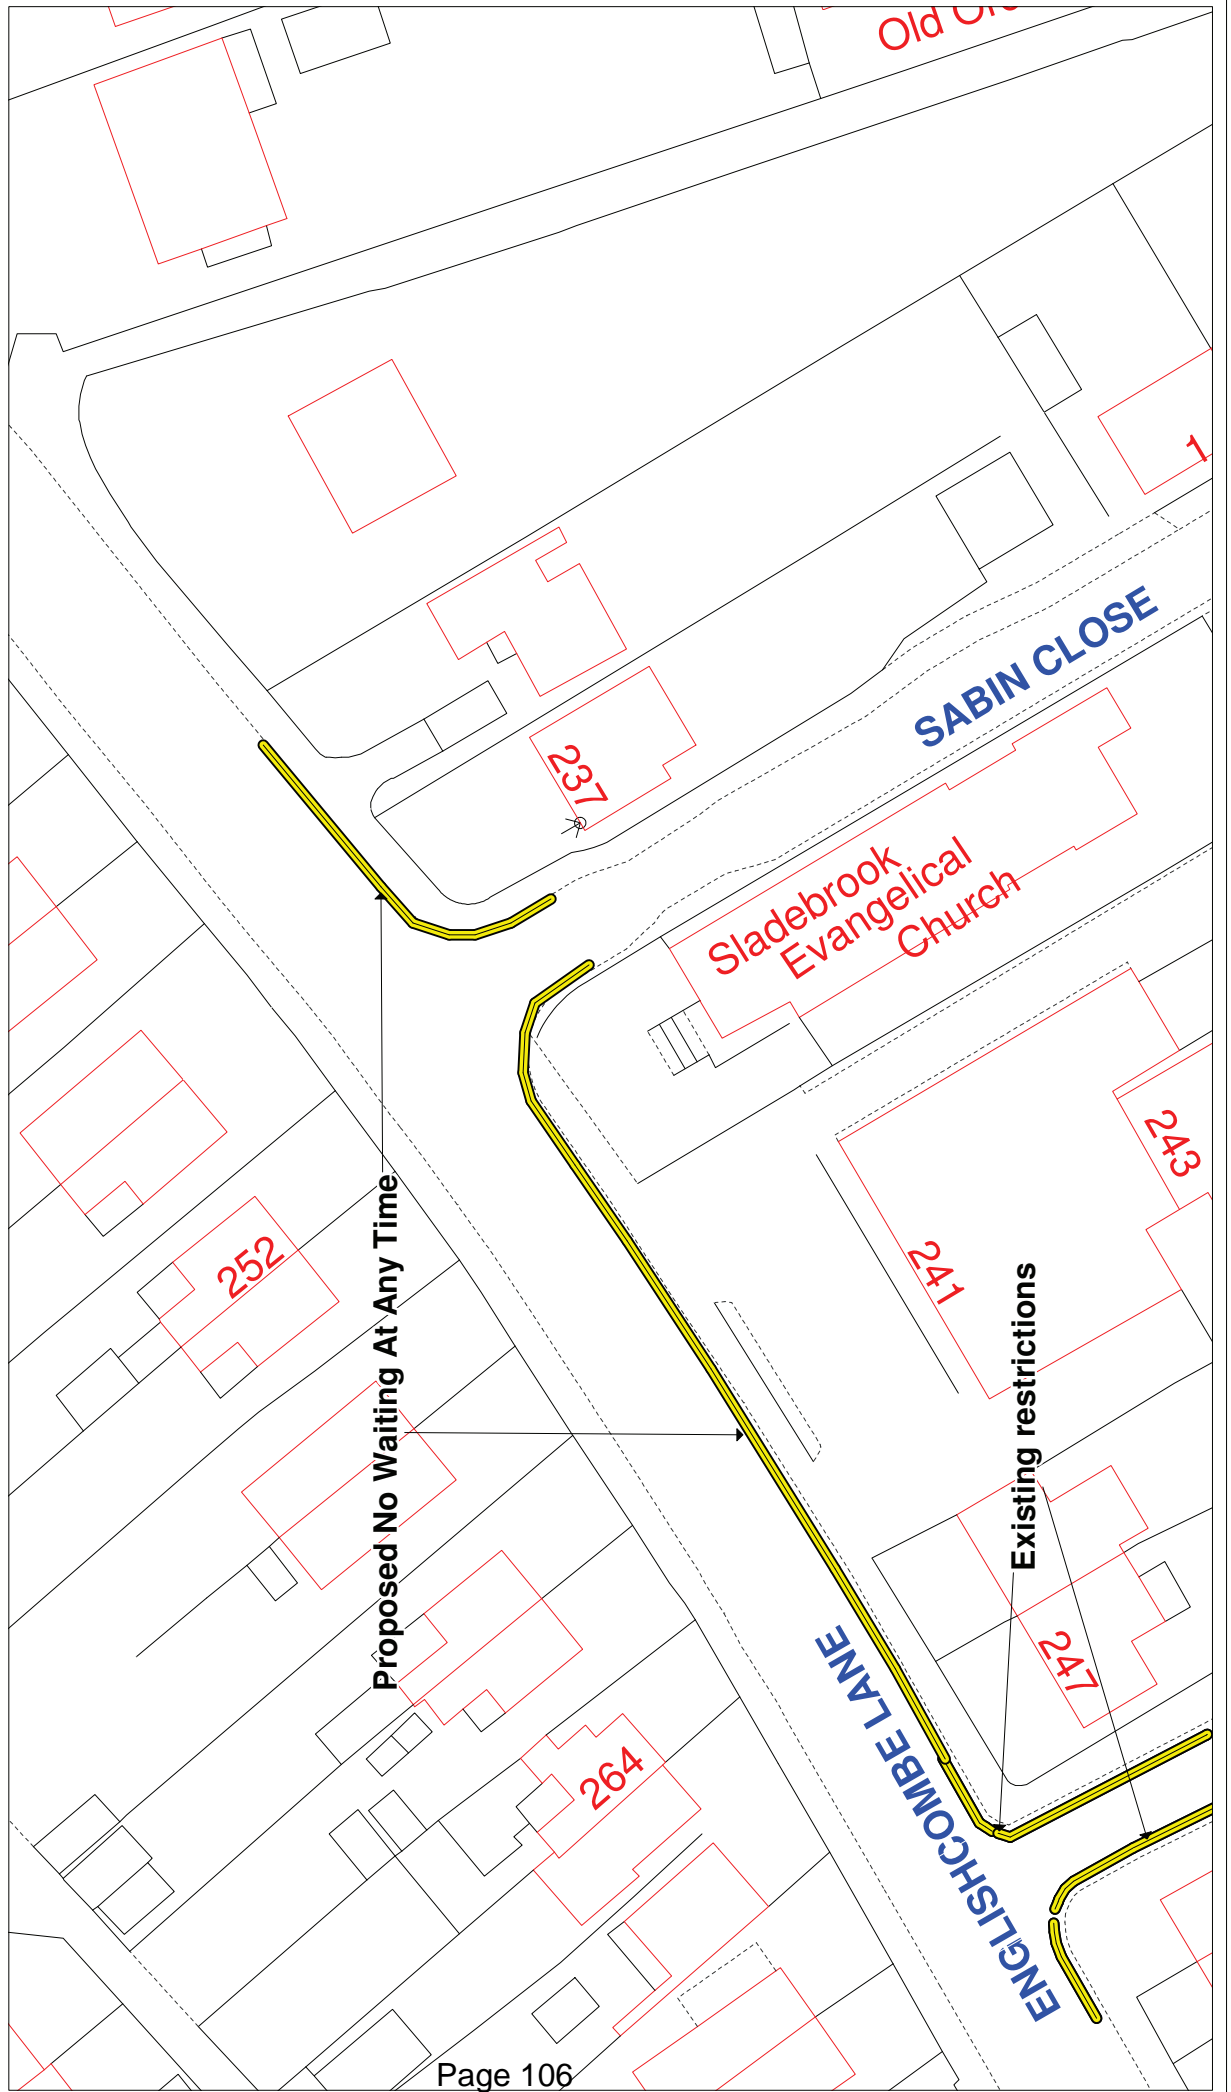 Old
1
SABIN CLOSE
237
Sladebrook
Evangelical
Church
243
241
252
Proposed No Waiting At Any Time
Existing restrictions
247
264
ENGLISHCOMBE LANE
Page 106